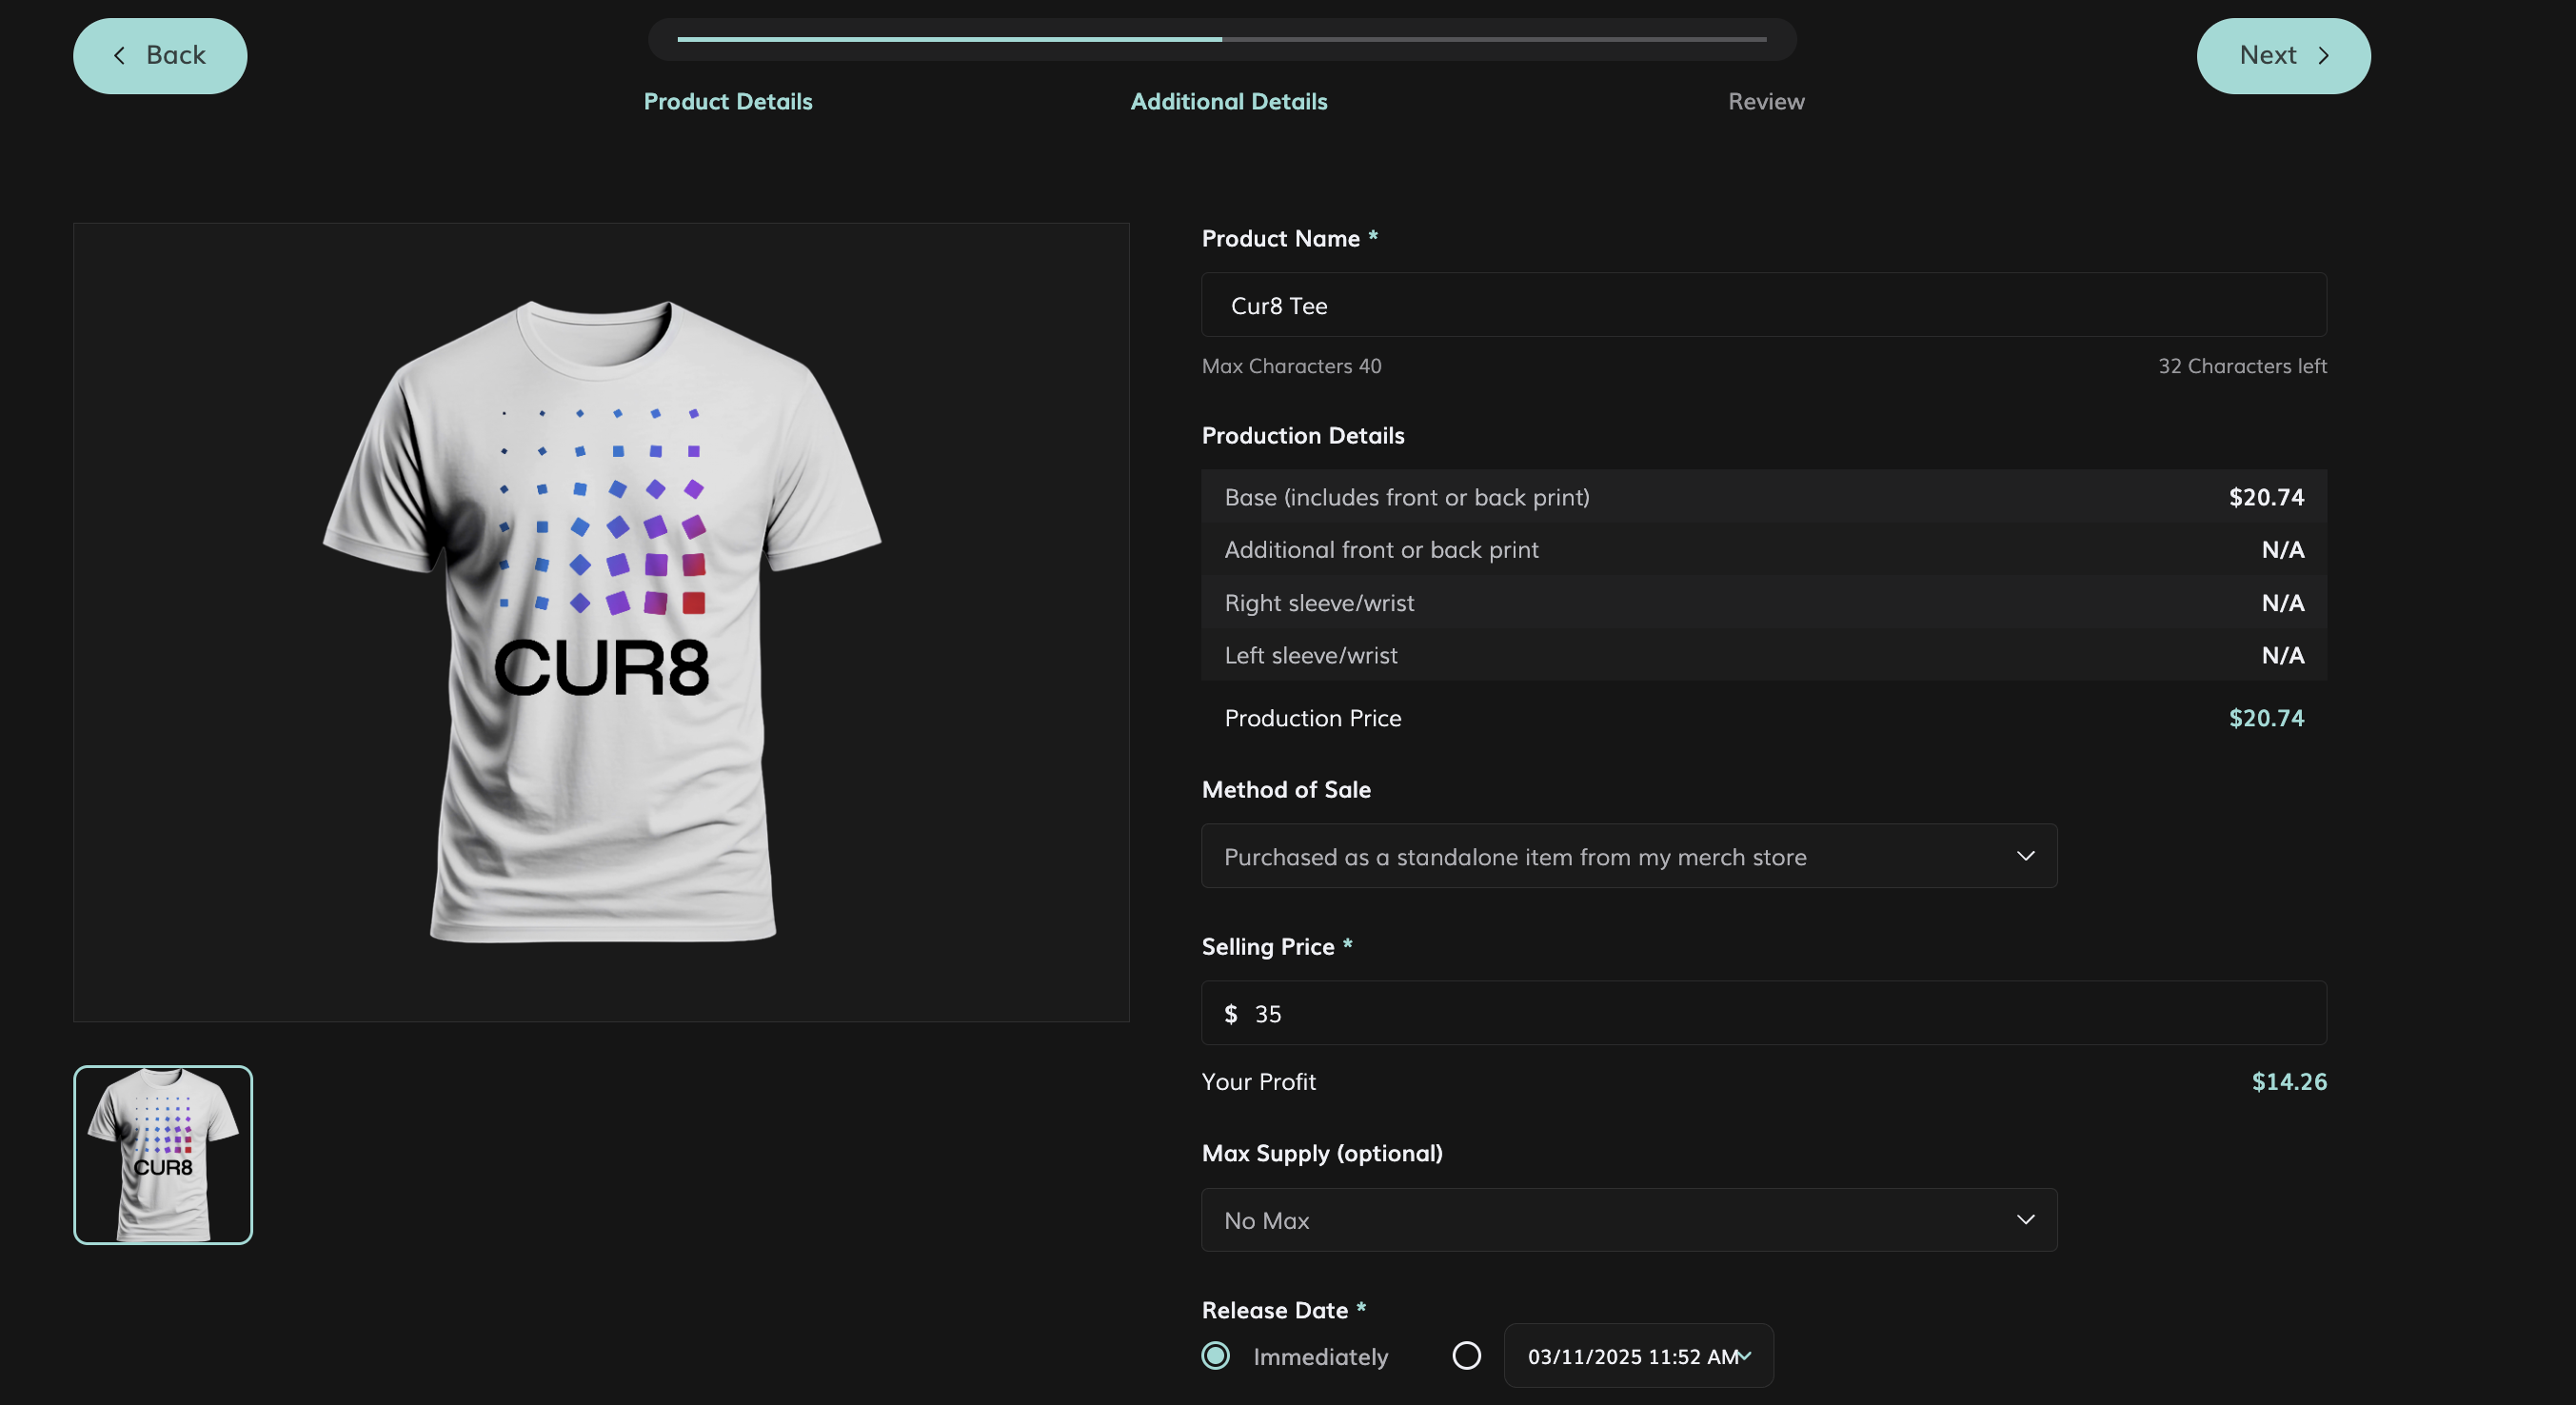 Back
Next
Product Details
Additional Details
Review
CUR8
CUR8
Product Name *
Cur8 Tee
Max Characters 40
32 Characters left
Production Details
Base (includes front or back print)
$20.74
Additional front or back print
N/A
Right sleeve/wrist
N/A
Left sleeve/wrist
N/A
Production Price
$20.74
Method of Sale
Purchased as a standalone item from my merch store
Selling Price *
$ 35
Your Profit
$14.26
Max Supply (optional)
No Max
Release Date *
Immediately
03/11/2025 11:52 AM